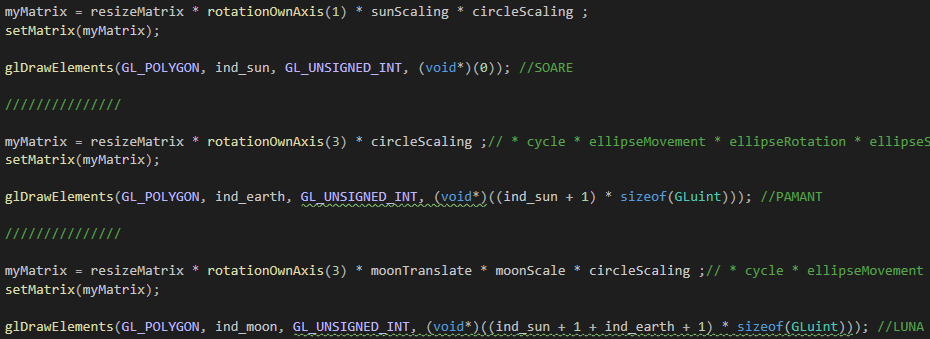 myMatrix = resizeMatrix * rotationOwnAxis(1) * sunScaling * circleScaling ;
setMatrix(myMatrix);
glDrawElements(GL_POLYGON, ind_sun, GL_UNSIGNED_INT, (void*)(0)); //SOARE
///////////////
myMatrix = resizeMatrix * rotationOwnAxis(3) * circleScaling ;// * cycle * ellipseMovement * ellipseRotation * ellipseS
setMatrix(myMatrix);
glDrawElements(GL_POLYGON, ind_earth, GL_UNSIGNED_INT, (void*)((ind_sun + 1) * sizeof(GLuint))); //PAMANT
///////////////
myMatrix = resizeMatrix * rotationOwnAxis(3) * moonTranslate * moonScale * circleScaling ;// * cycle * ellipseMovement
setMatrix(myMatrix);
glDrawElements(GL_POLYGON, ind_moon, GL_UNSIGNED_INT, (void*)((ind_sun + 1 + ind_earth + 1) * sizeof(GLuint))); //LUNA